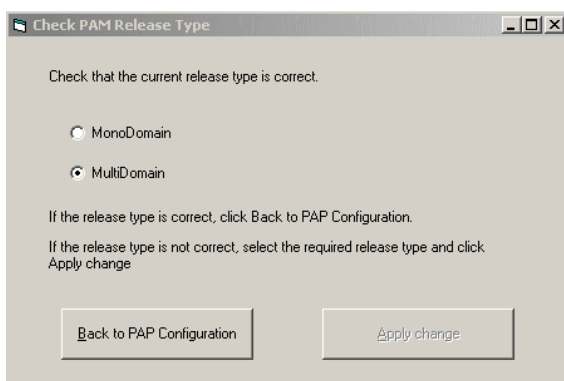 Check PAM Release Type
Check that the current release type is correct.
MonoDomain
MultiDomain
If the release type is correct, click Back to PAP Configuration.
If the release type is not correct, select the required release type and click
Apply change
Back to PAP Configuration
Apply change